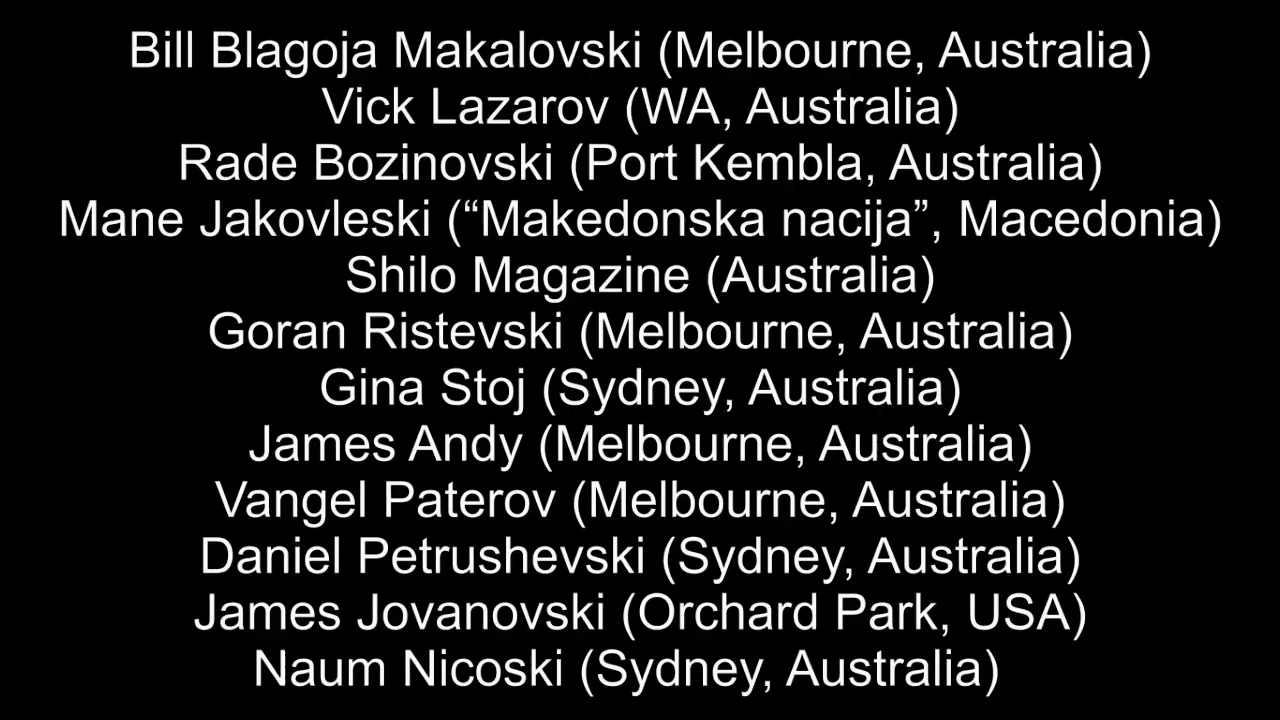 Bill Blagoja Makalovski (Melbourne, Australia)
Vick Lazarov (WA, Australia)
Rade Bozinovski (Port Kembla, Australia)
Mane Jakovleski (“Makedonska nacija”, Macedonia)
Shilo Magazine (Australia)
Goran Ristevski (Melbourne, Australia)
Gina Stoj (Sydney, Australia)
James Andy (Melbourne, Australia)
Vangel Paterov (Melbourne, Australia)
Daniel Petrushevski (Sydney, Australia)
James Jovanovski (Orchard Park, USA)
Naum Nicoski (Sydney, Australia)